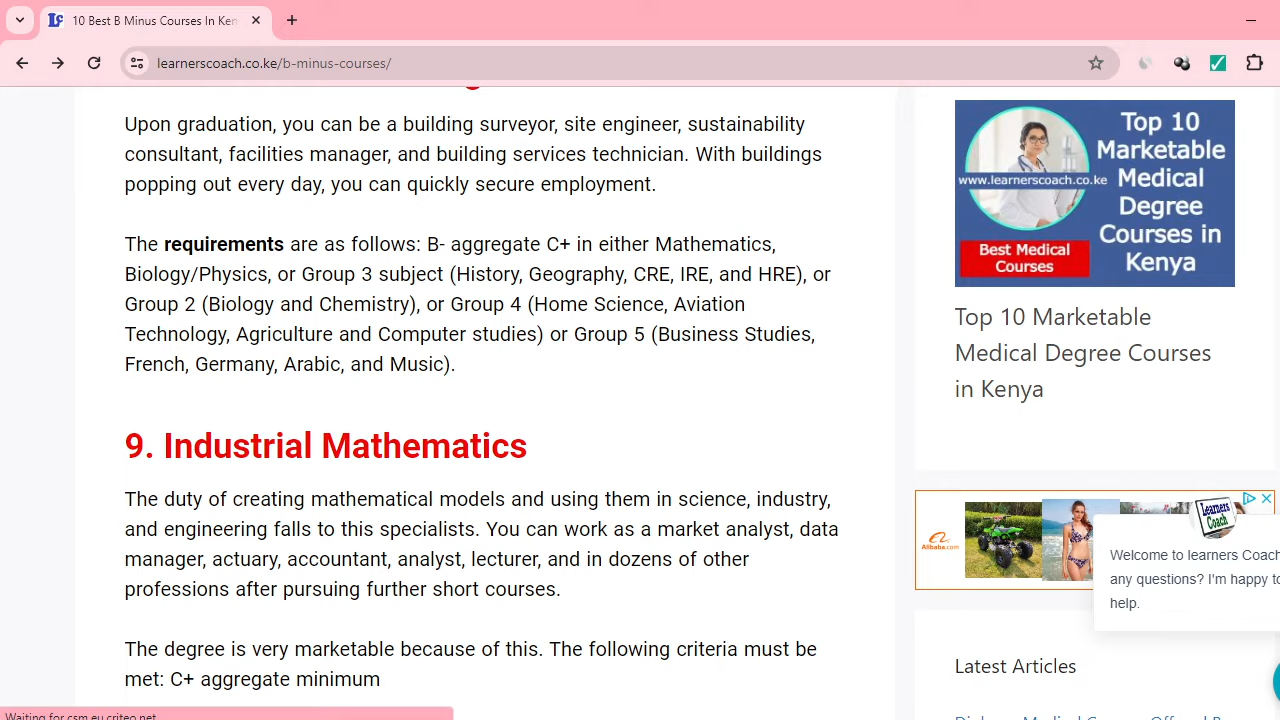 10 Best B Minus Courses In Ken
learnerscoach.co.ke/b-minus-courses/
Upon graduation, you can be a building surveyor, site engineer, sustainability
consultant, facilities manager, and building services technician. With buildings
popping out every day, you can quickly secure employment.
The requirements are as follows: B- aggregate C+ in either Mathematics,
Biology/Physics, or Group 3 subject (History, Geography, CRE, IRE, and HRE), or
Group 2 (Biology and Chemistry), or Group 4 (Home Science, Aviation
Technology, Agriculture and Computer studies) or Group 5 (Business Studies,
French, Germany, Arabic, and Music).
9. Industrial Mathematics
The duty of creating mathematical models and using them in science, industry,
and engineering falls to this specialists. You can work as a market analyst, data
manager, actuary, accountant, analyst, lecturer, and in dozens of other
professions after pursuing further short courses.
The degree is very marketable because of this. The following criteria must be
met: C+ aggregate minimum
Waiting for csm.eu.criteo.net
Top 10
Marketable
Medical
Degree
Courses in
Kenya
www.learnerscoach.co.ke
Best Medical
Courses
Top 10 Marketable
Medical Degree Courses
in Kenya
Alibaba.com
Learners
Coach
Welcome to learners Coach
any questions? I'm happy to
help.
Latest Articles